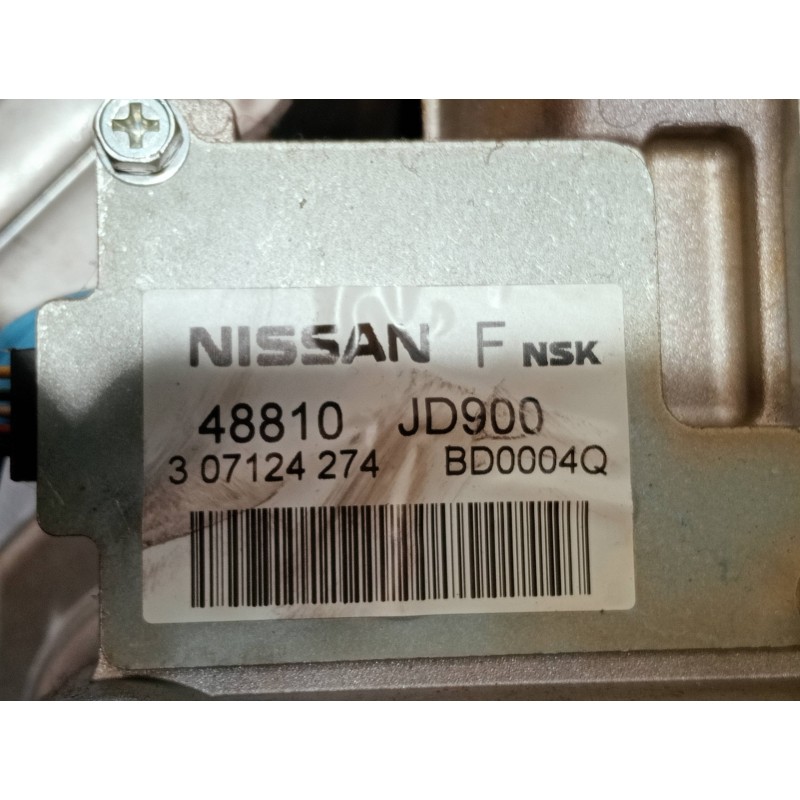 NISSAN F NSK
48810 JD900
3 07124 274 BD0004Q